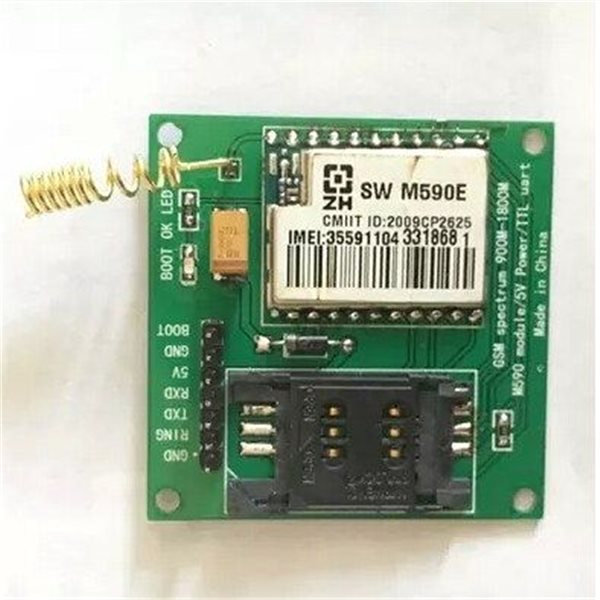 ZH
SW M590E
CMIIT ID:2009CP2625
IMEI:35591104 331868 1
BOOT OK LED
BOOT
GND
5V
RXD
TXD
RING
GND
GSM spectrum 900M-1800M
M590 module/5V Power/TTL uart
Made in China